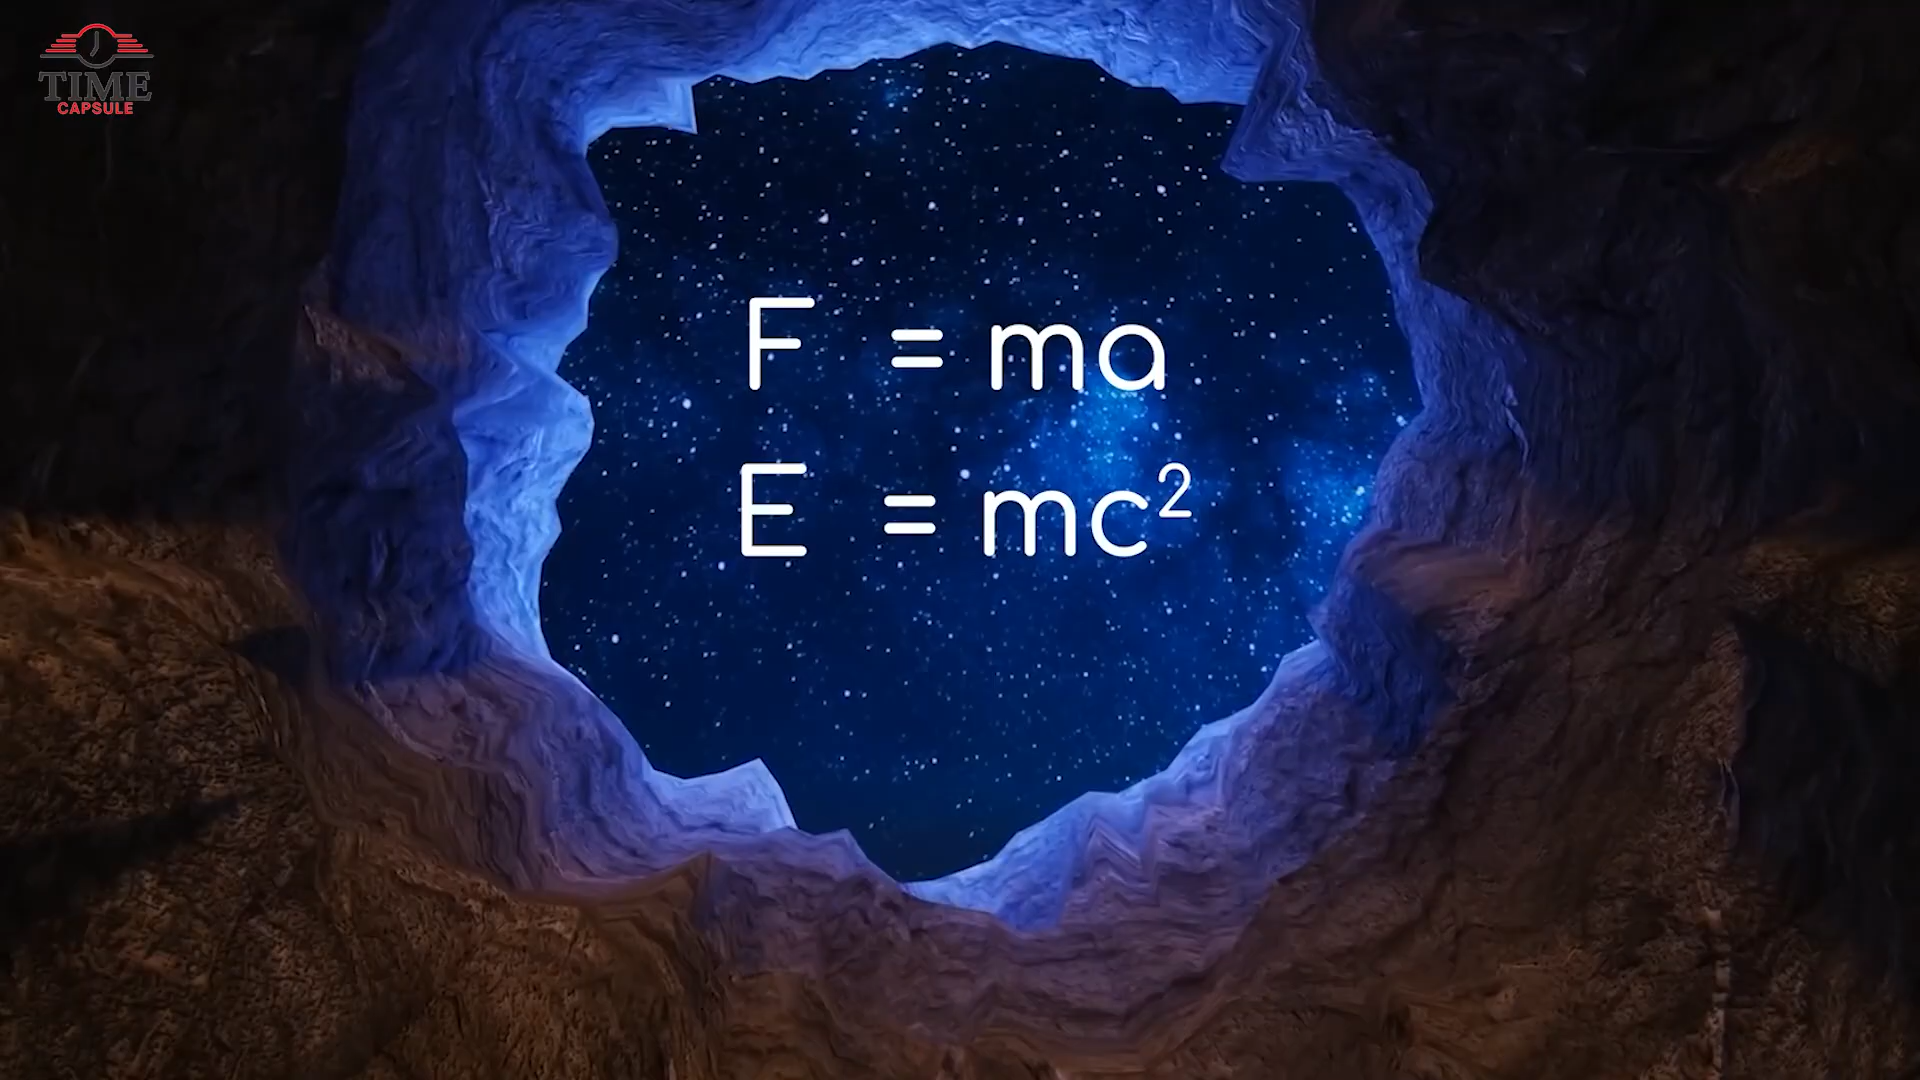 TIME
CAPSULE
F = ma
E = mc²